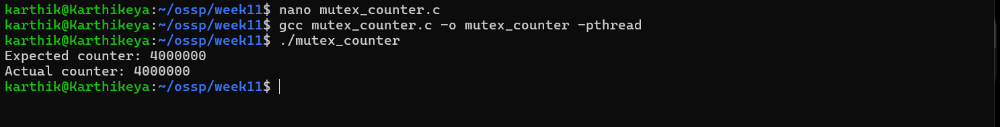 karthik@Karthikeya:~/ossp/week11$ nano mutex_counter.c
karthik@Karthikeya:~/ossp/week11$ gcc mutex_counter.c -o mutex_counter -pthread
karthik@Karthikeya:~/ossp/week11$ ./mutex_counter
Expected counter: 4000000
Actual counter: 4000000
karthik@Karthikeya:~/ossp/week11$